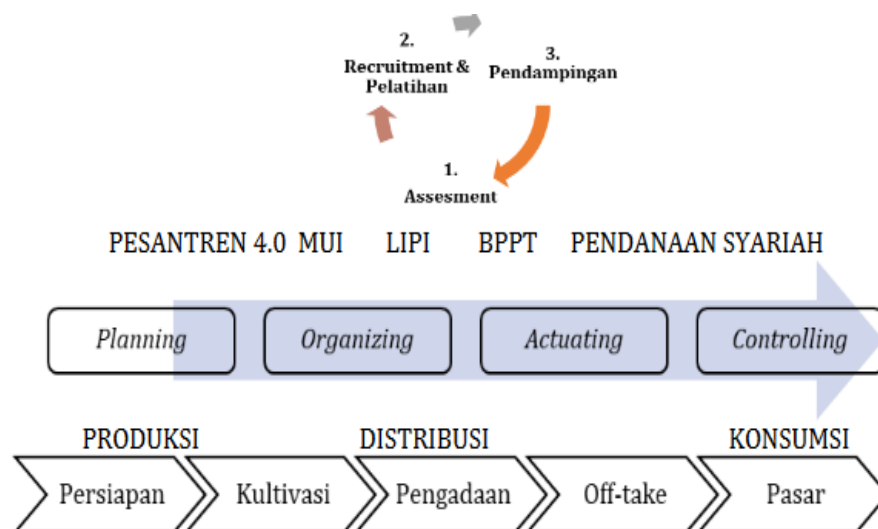 2.
Recruitment &
Pelatihan
3.
Pendampingan
1.
Assesment
PESANTREN 4.0 MUI LIPI BPPT PENDANAAN SYARIAH
Planning Organizing Actuating Controlling
PRODUKSI DISTRIBUSI KONSUMSI
Persiapan Kultivasi Pengadaan Off-take Pasar